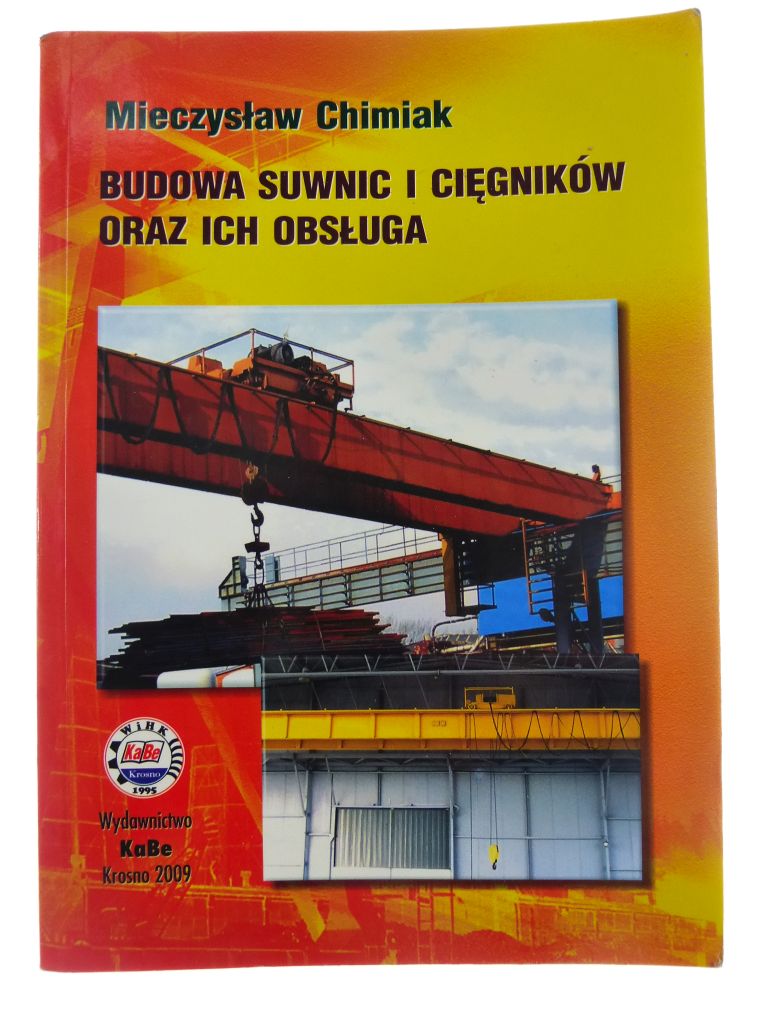 Mieczysław Chimiak
BUDOWA SUWNIC I CIĘGNIKÓW
ORAZ ICH OBSŁUGA
WiHK
KaBe
Krosno
1995
Wydawnictwo
KaBe
Krosno 2009